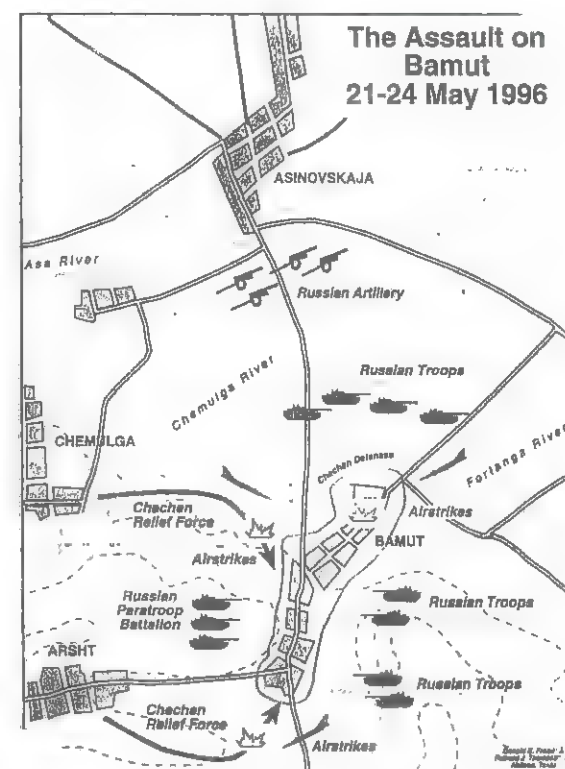 The Assault on
Bamut
21-24 May 1996
ASINOVSKAJA
Asa River
Russian Artillery
Chemulga River
Russian Troops
CHEMULGA
Chechen Defenses
Fortanga River
Chechen
Relief Force
Airstrikes
BAMUT
Airstrikes
Russian
Paratroop
Battalion
Russian Troops
ARSHT
Russian Troops
Chechen
Relief Force
Airstrikes